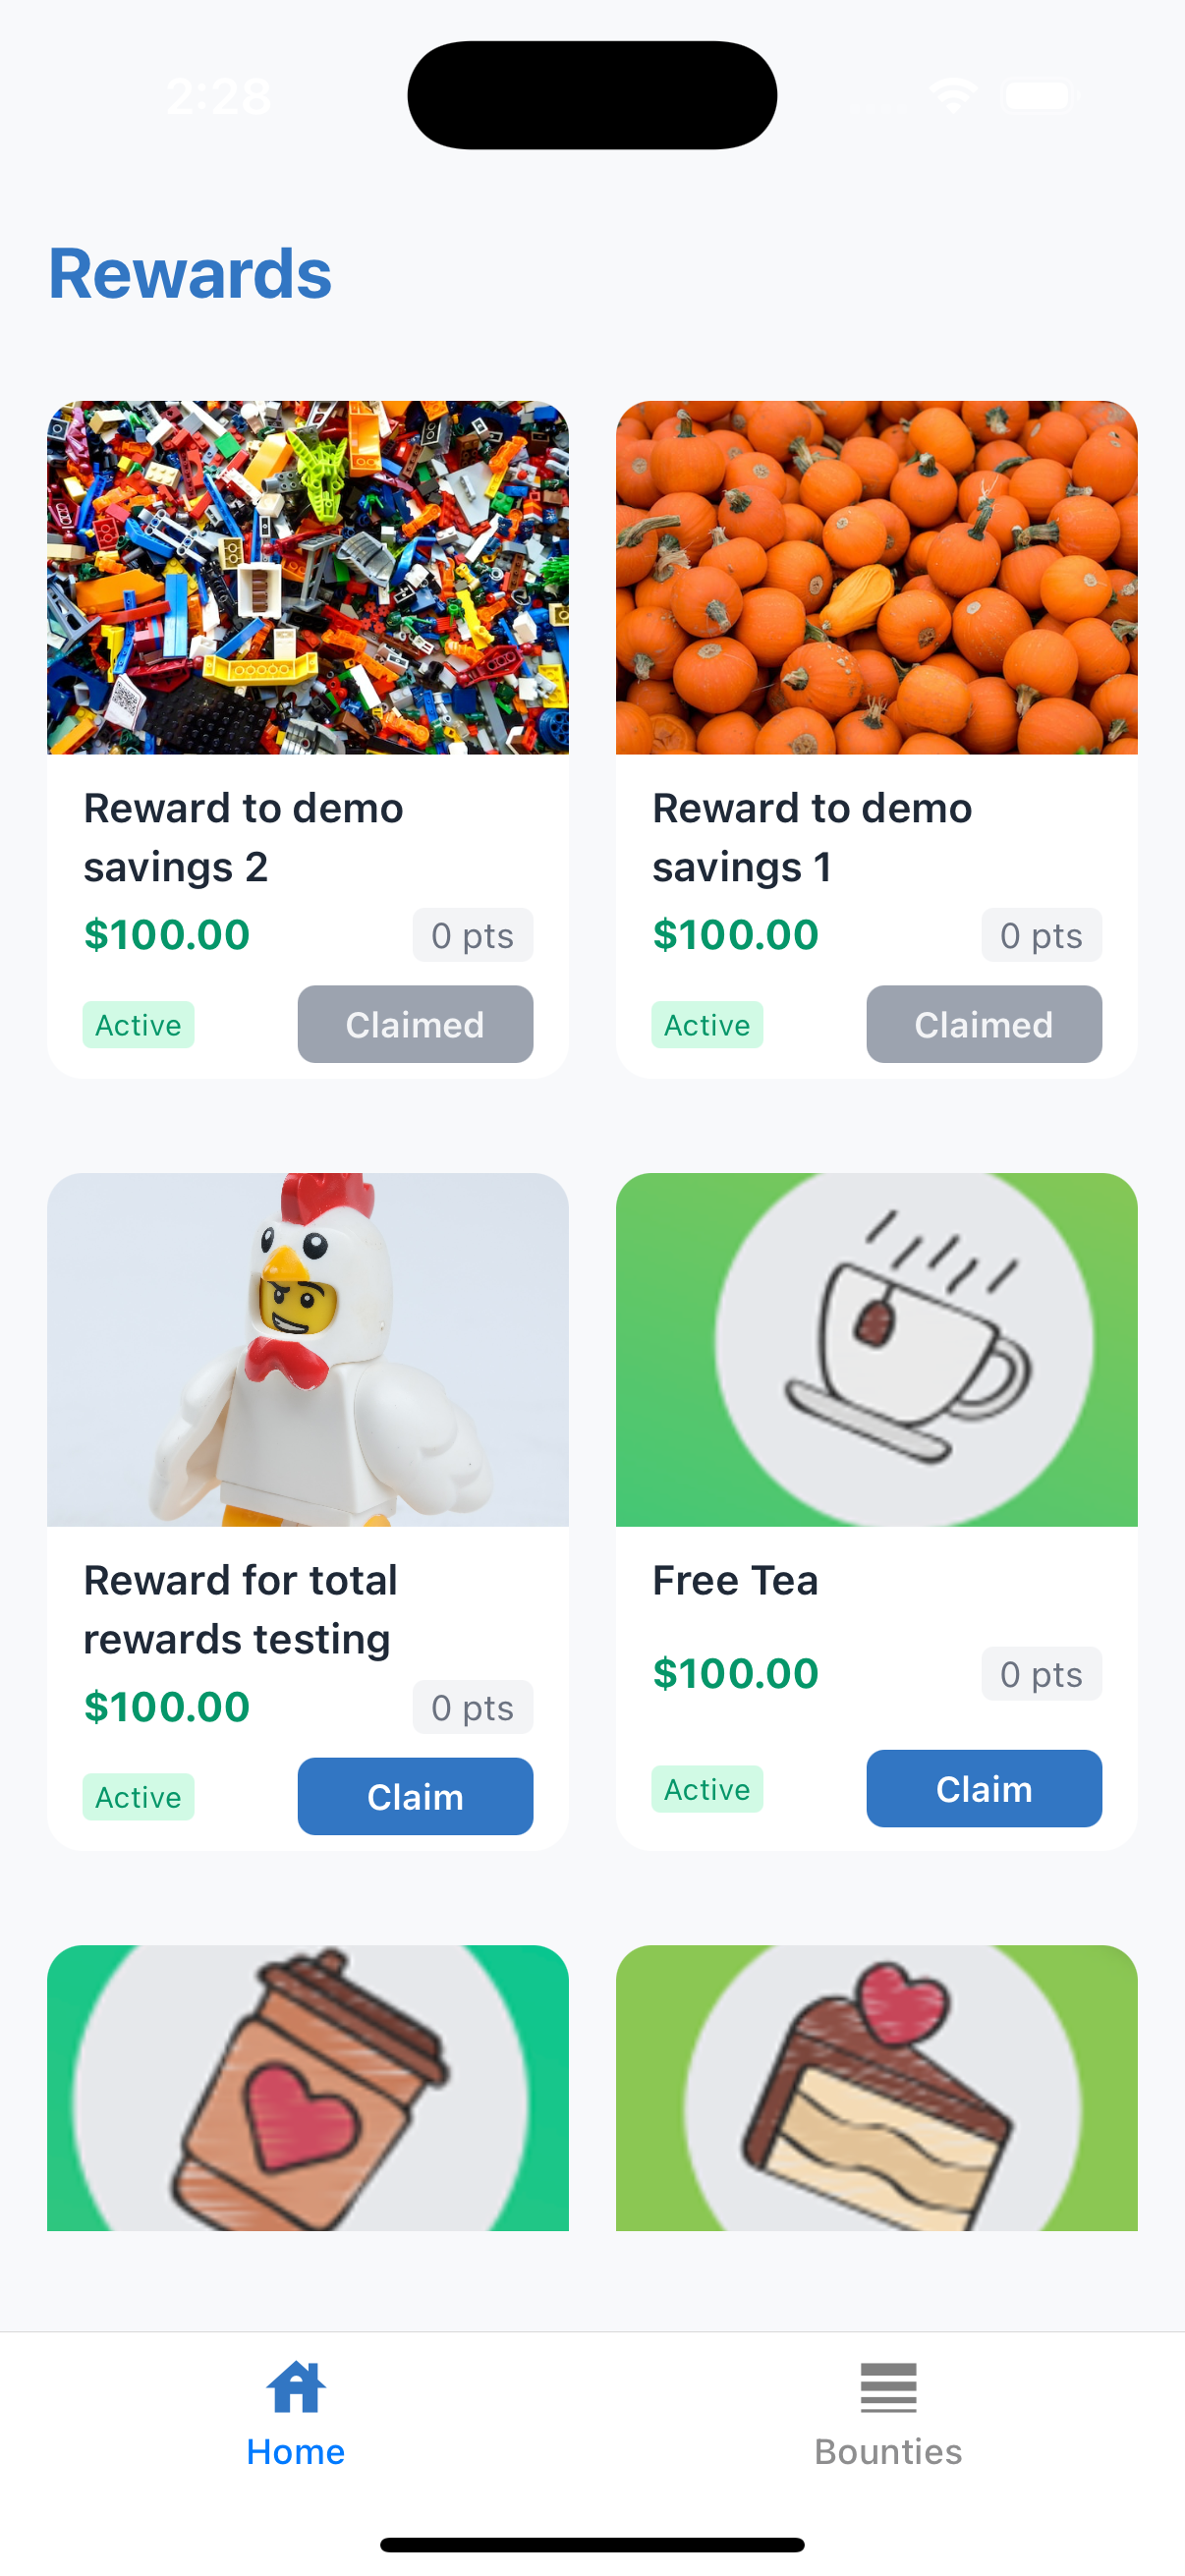 2:28
Rewards
Reward to demo
savings 2
$100.00
0 pts
Active
Claimed
Reward to demo
savings 1
$100.00
0 pts
Active
Claimed
Reward for total
rewards testing
$100.00
0 pts
Active
Claim
Free Tea
$100.00
0 pts
Active
Claim
Home
Bounties